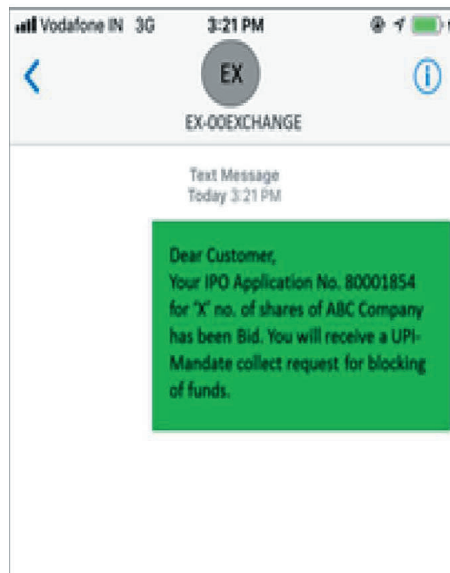 Vodafone IN 3G 3:21 PM
EX
EX-00EXCHANGE
Text Message
Today 3:21 PM
Dear Customer,
Your IPO Application No. 80001854
for 'X' no. of shares of ABC Company
has been Bid. You will receive a UPI-
Mandate collect request for blocking
of funds.